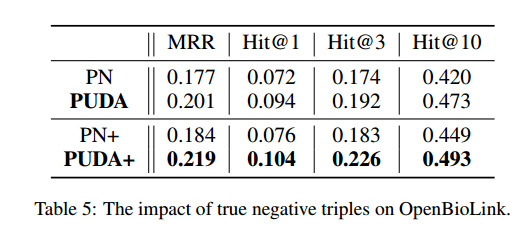 MRR Hit@1 Hit@3 Hit@10
PN 0.177 0.072 0.174 0.420
PUDA 0.201 0.094 0.192 0.473
PN+ 0.184 0.076 0.183 0.449
PUDA+ 0.219 0.104 0.226 0.493
Table 5: The impact of true negative triples on OpenBioLink.